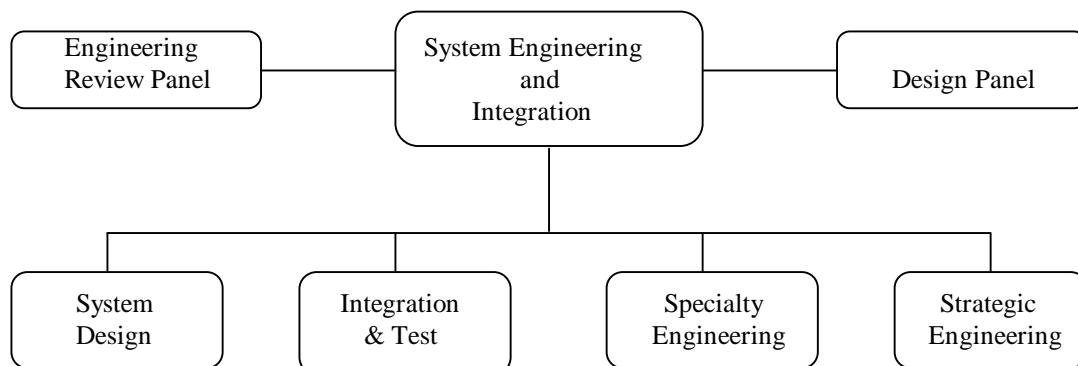 Engineering
Review Panel
System Engineering
and
Integration
Design Panel
System
Design
Integration
& Test
Specialty
Engineering
Strategic
Engineering